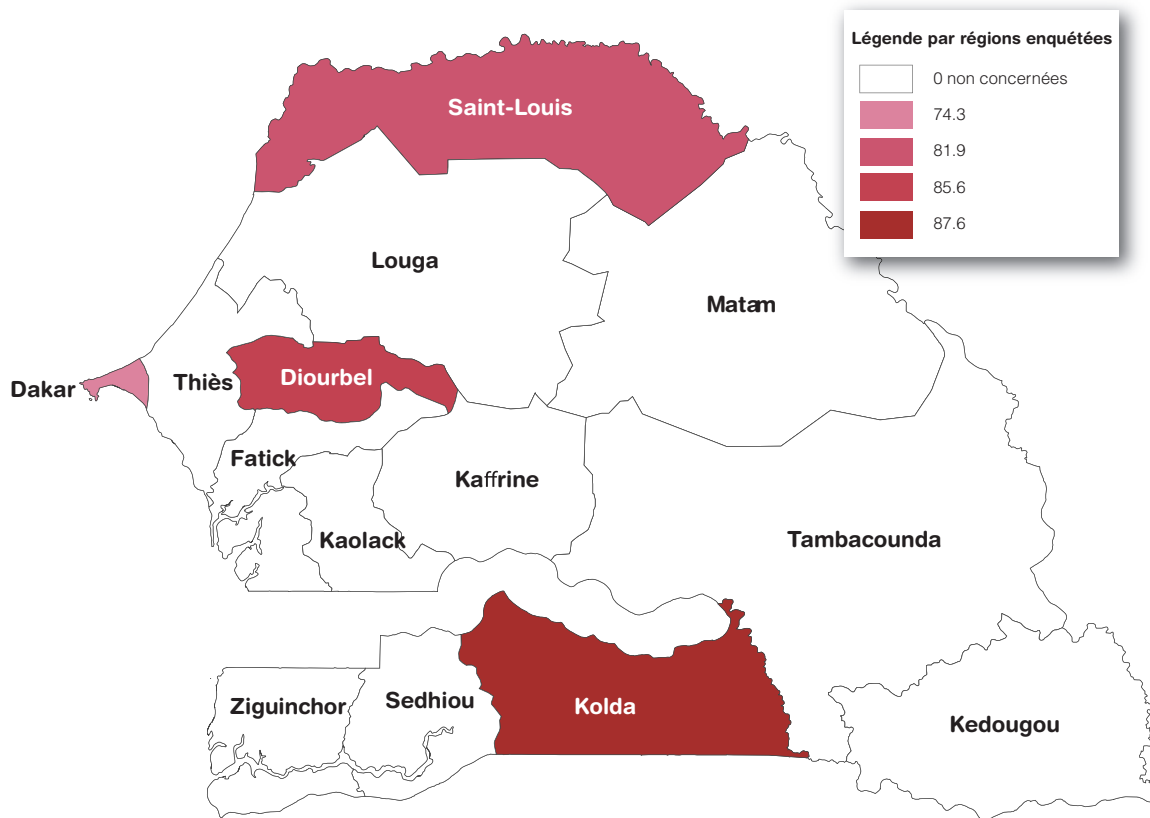 Légende par régions enquétées
0 non concernées
74.3
81.9
85.6
87.6
Saint-Louis
Louga
Matam
Dakar
Thiès
Diourbel
Fatick
Kaffrine
Kaolack
Tambacounda
Ziguinchor
Sedhiou
Kolda
Kedougou